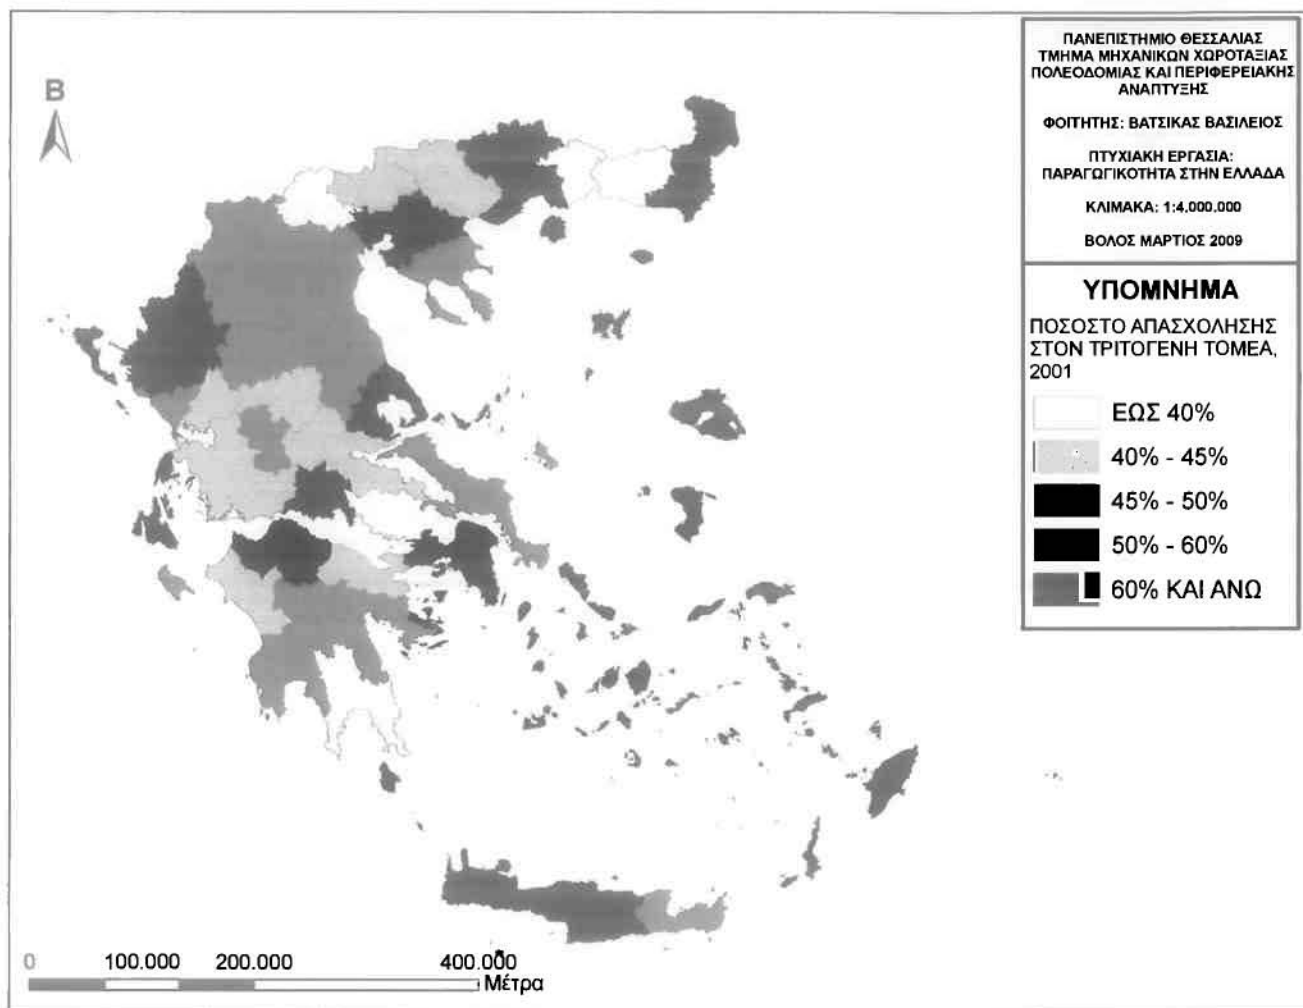 ΠΑΝΕΠΙΣΤΗΜΙΟ ΘΕΣΣΑΛΙΑΣ
ΤΜΗΜΑ ΜΗΧΑΝΙΚΩΝ ΧΩΡΟΤΑΞΙΑΣ
ΠΟΛΕΟΔΟΜΙΑΣ ΚΑΙ ΠΕΡΙΦΕΡΕΙΑΚΗΣ
ΑΝΑΠΤΥΞΗΣ
ΦΟΙΤΗΤΗΣ: ΒΑΤΣΙΚΑΣ ΒΑΣΙΛΕΙΟΣ
ΠΤΥΧΙΑΚΗ ΕΡΓΑΣΙΑ:
ΠΑΡΑΓΩΓΙΚΟΤΗΤΑ ΣΤΗΝ ΕΛΛΑΔΑ
ΚΛΙΜΑΚΑ: 1:4.000.000
ΒΟΛΟΣ ΜΑΡΤΙΟΣ 2009
Β
ΥΠΟΜΝΗΜΑ
ΠΟΣΟΣΤΟ ΑΠΑΣΧΟΛΗΣΗΣ
ΣΤΟΝ ΤΡΙΤΟΓΕΝΗ ΤΟΜΕΑ,
2001
ΕΩΣ 40%
40% - 45%
45% - 50%
50% - 60%
60% ΚΑΙ ΑΝΩ
0 100.000 200.000 400.000
Μέτρα